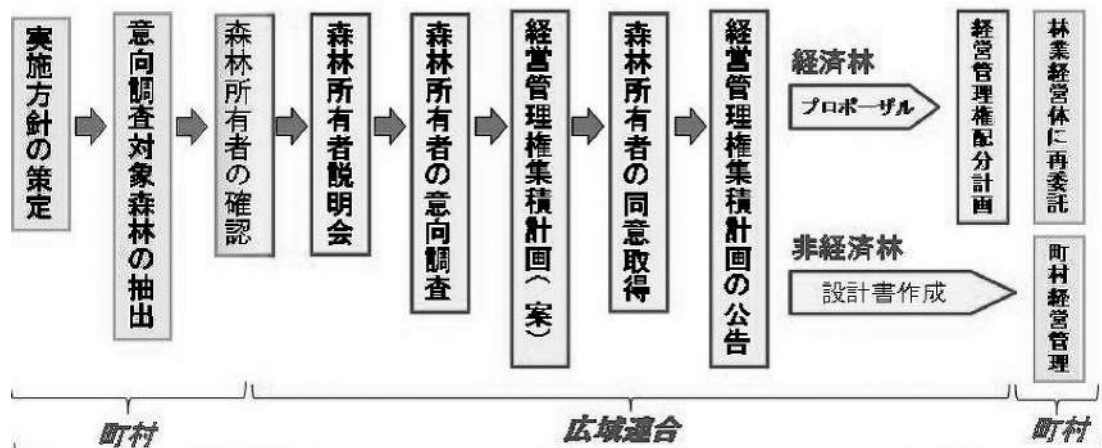 実施方針の策定
意向調査対象森林の抽出
森林所有者の確認
森林所有者説明会
森林所有者の意向調査
経営管理権集積計画(案)
森林所有者の同意取得
経営管理権集積計画の公告
経済林
プロポーザル
経営管理権配分計画
林業経営体に再委託
非経済林
設計書作成
町村経営管理
町村
広域連合
町村